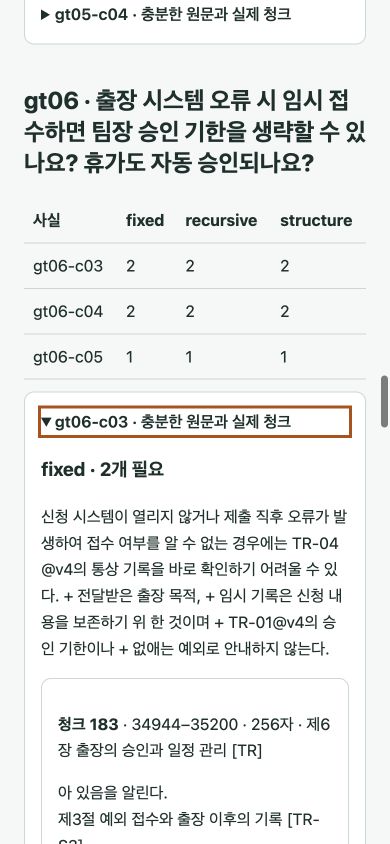 ▶ gt05-c04 · 충분한 원문과 실제 청크
gt06 · 출장 시스템 오류 시 임시 접
수하면 팀장 승인 기한을 생략할 수 있
나요? 휴가도 자동 승인되나요?
사실 fixed recursive structure
gt06-c03 2 2 2
gt06-c04 2 2 2
gt06-c05 1 1 1
▼ gt06-c03 · 충분한 원문과 실제 청크
fixed · 2개 필요
신청 시스템이 열리지 않거나 제출 직후 오류가 발
생하여 접수 여부를 알 수 없는 경우에는 TR-04
@v4의 통상 기록을 바로 확인하기 어려울 수 있
다. + 전달받은 출장 목적, + 임시 기록은 신청 내
용을 보존하기 위 한 것이며 + TR-01@v4의 승
인 기한이나 + 없애는 예외로 안내하지 않는다.
청크 183 · 34944–35200 · 256자 · 제6
장 출장의 승인과 일정 관리 [TR]
아 있음을 알린다.
제3절 예외 접수와 출장 이후의 기록 [TR-